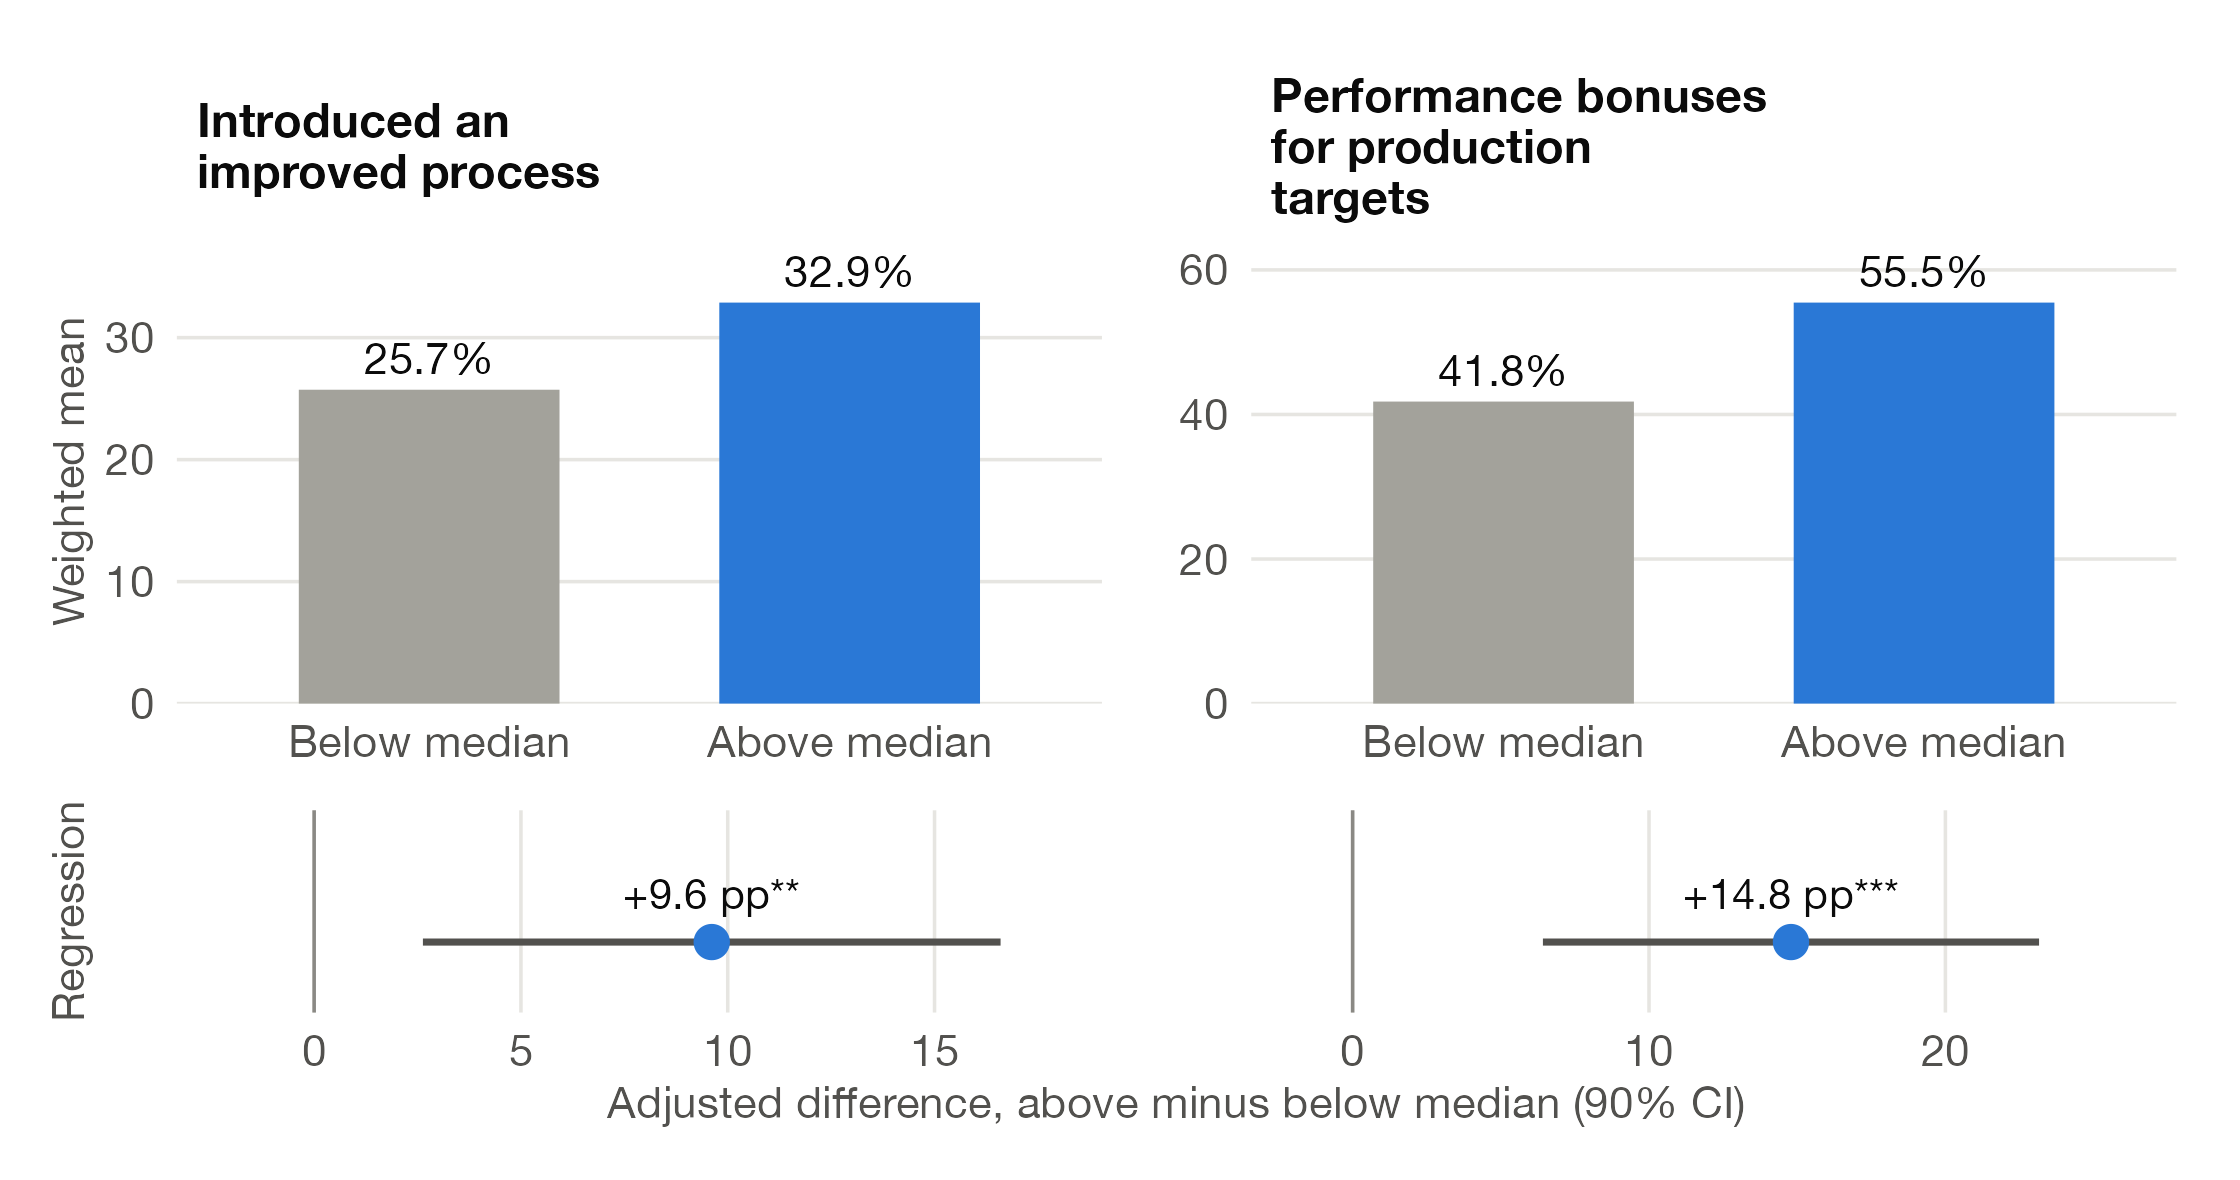 Introduced an
improved process
Weighted mean
30
20
10
0
25.7%
32.9%
Below median
Above median
Performance bonuses
for production
targets
60
40
20
0
41.8%
55.5%
Below median
Above median
Regression
+9.6 pp**
0
5
10
15
+14.8 pp***
0
10
20
Adjusted difference, above minus below median (90% CI)